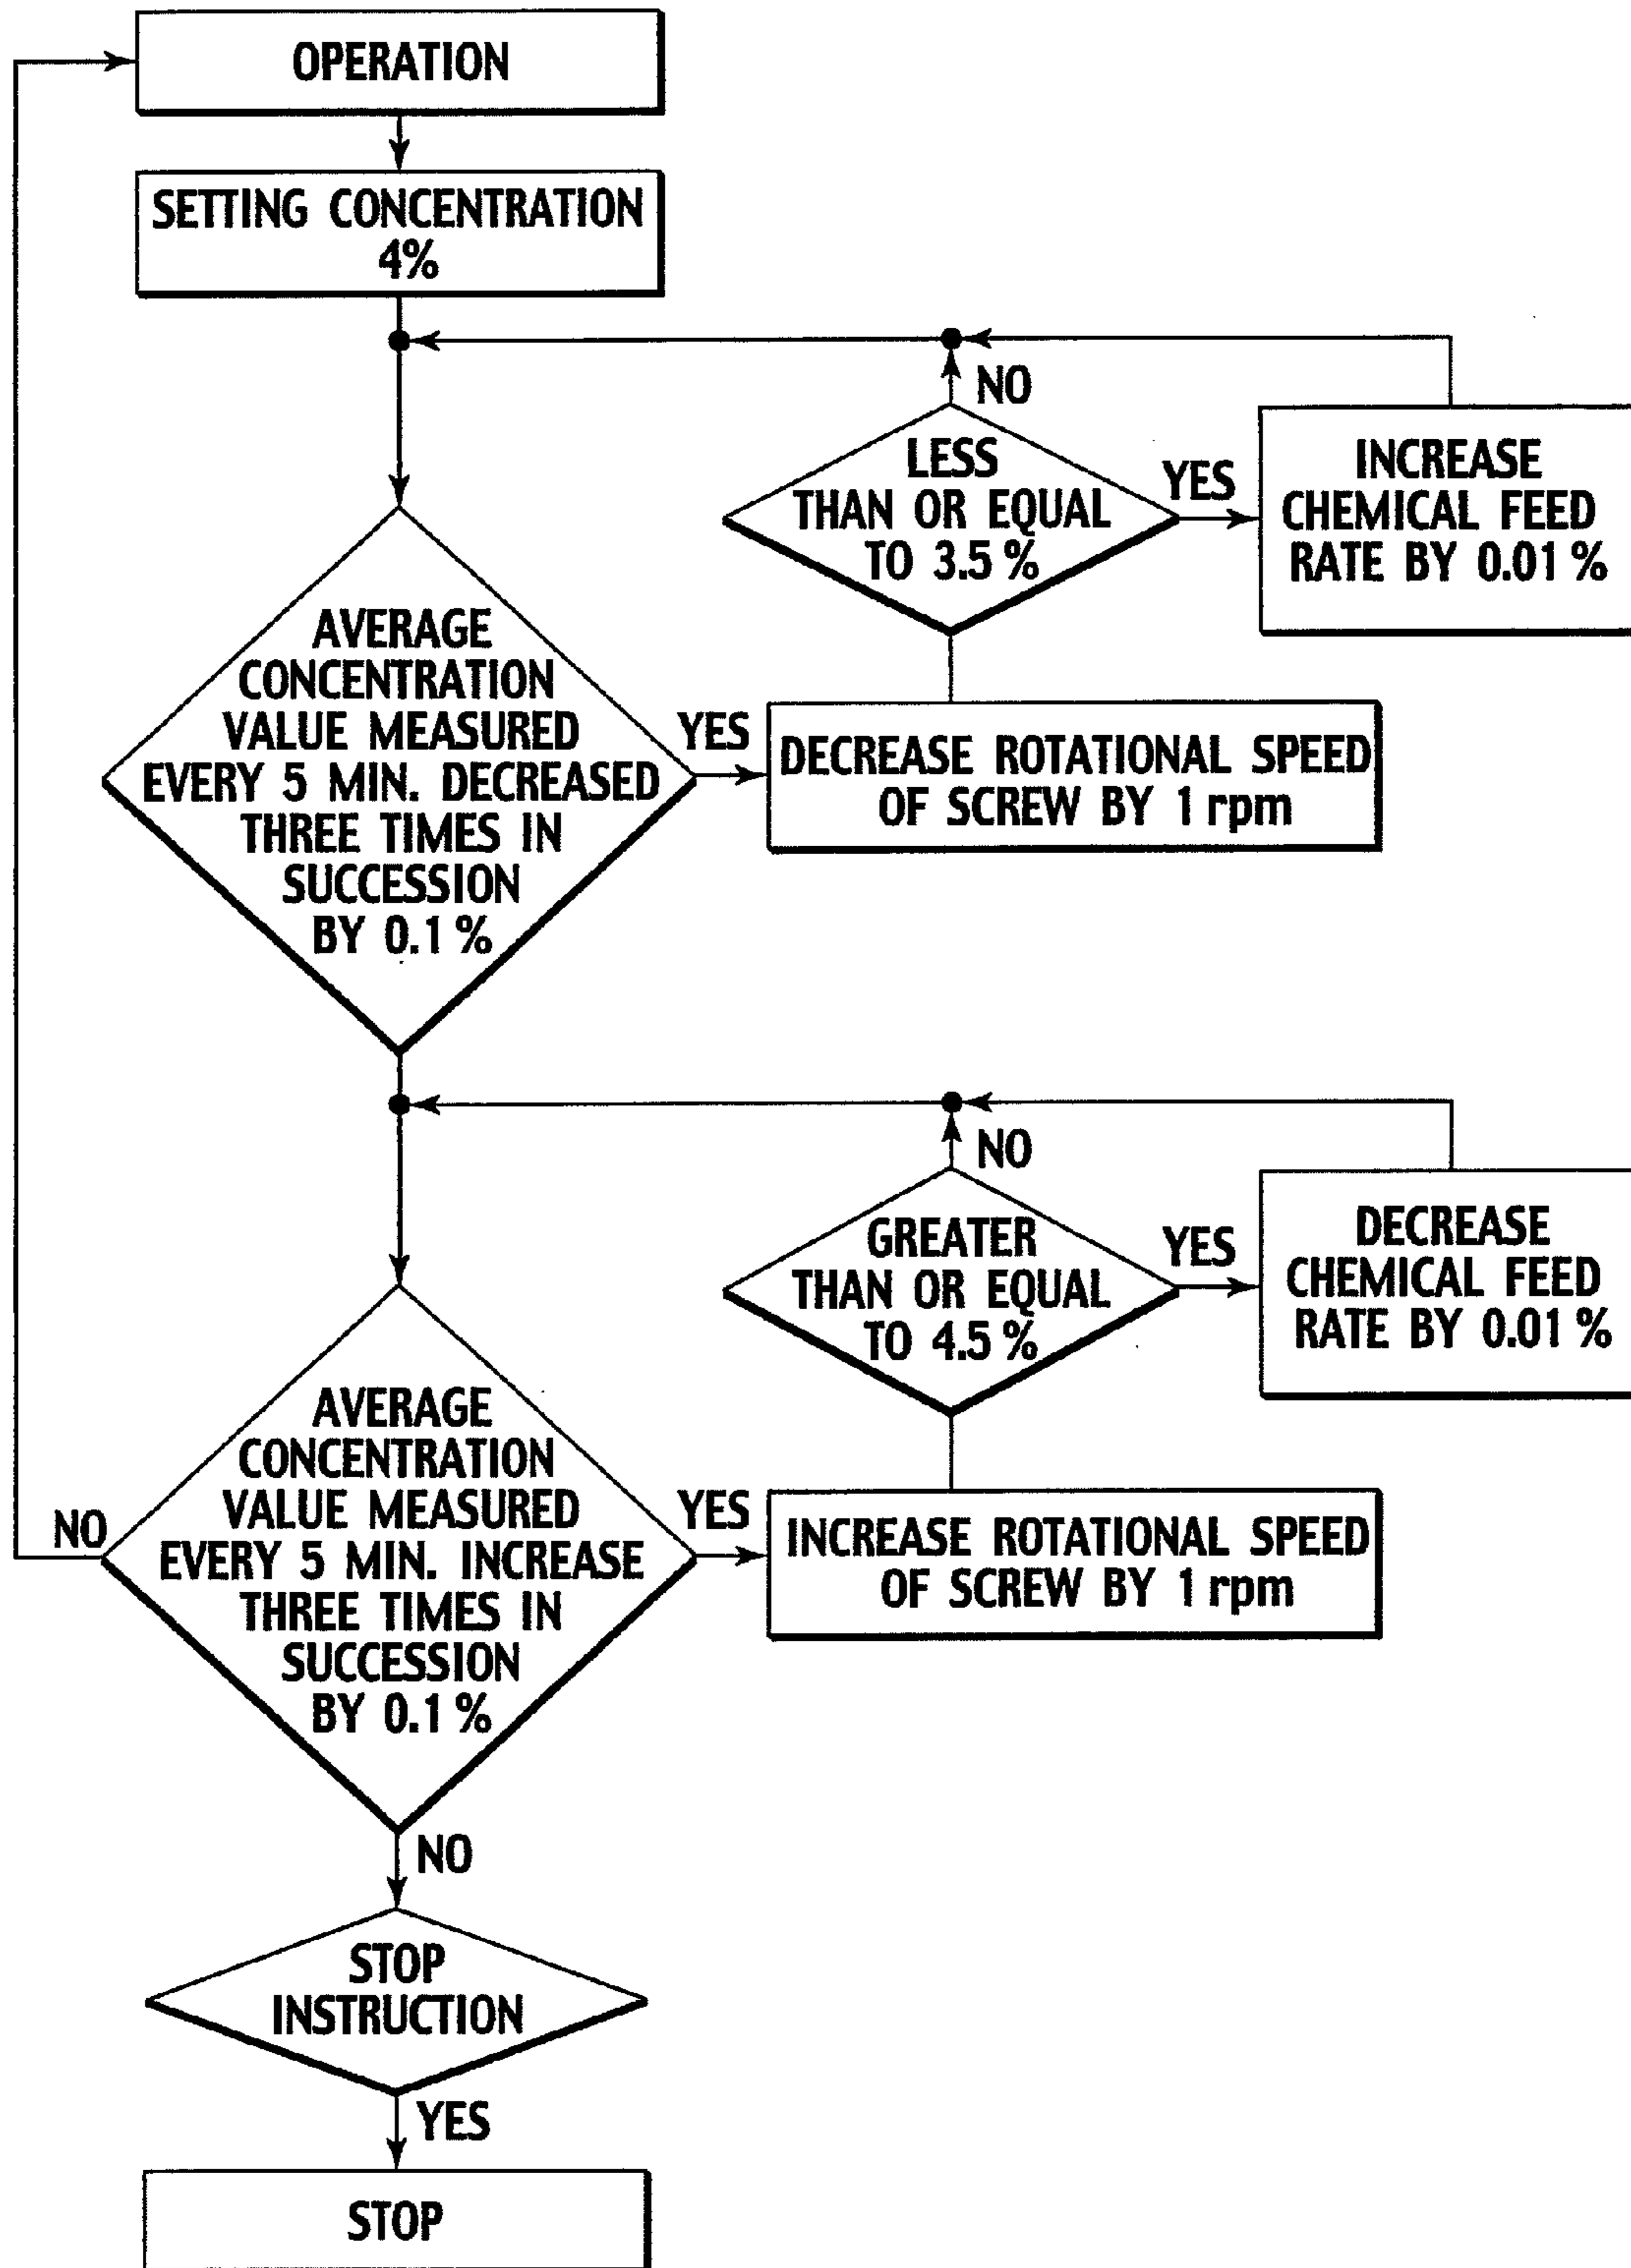 OPERATION
SETTING CONCENTRATION
4%
NO
LESS
THAN OR EQUAL
TO 3.5 %
YES
INCREASE
CHEMICAL FEED
RATE BY 0.01 %
AVERAGE
CONCENTRATION
VALUE MEASURED
EVERY 5 MIN. DECREASED
THREE TIMES IN
SUCCESSION
BY 0.1 %
YES
DECREASE ROTATIONAL SPEED
OF SCREW BY 1 rpm
NO
GREATER
THAN OR EQUAL
TO 4.5 %
YES
DECREASE
CHEMICAL FEED
RATE BY 0.01 %
AVERAGE
CONCENTRATION
VALUE MEASURED
EVERY 5 MIN. INCREASE
THREE TIMES IN
SUCCESSION
BY 0.1 %
NO
YES
INCREASE ROTATIONAL SPEED
OF SCREW BY 1 rpm
NO
STOP
INSTRUCTION
YES
STOP